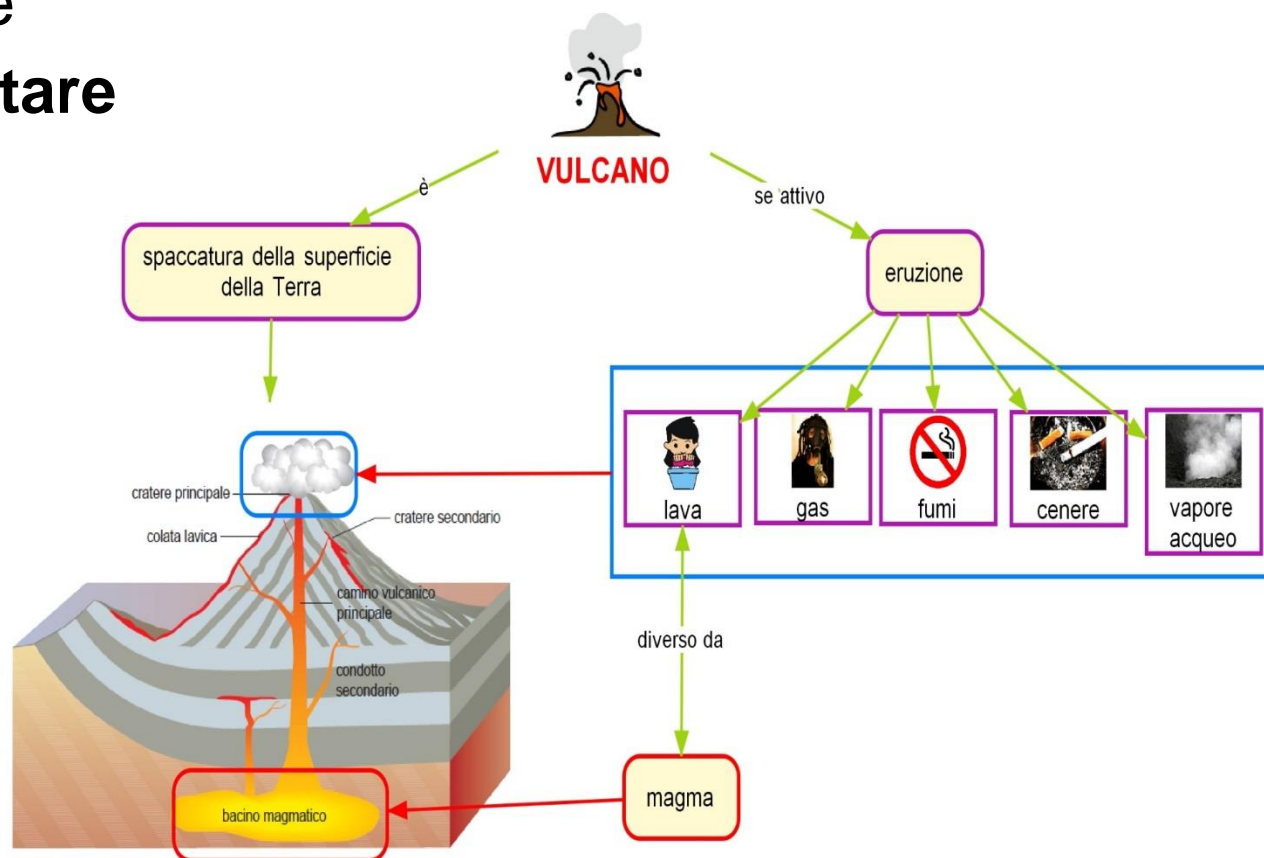 e
tare
VULCANO
è
se attivo
spaccatura della superficie
della Terra
eruzione
lava
gas
fumi
cenere
vapore
acqueo
cratere principale
cratere secondario
colata lavica
camino vulcanico
principale
condotto
secondario
diverso da
magma
bacino magmatico